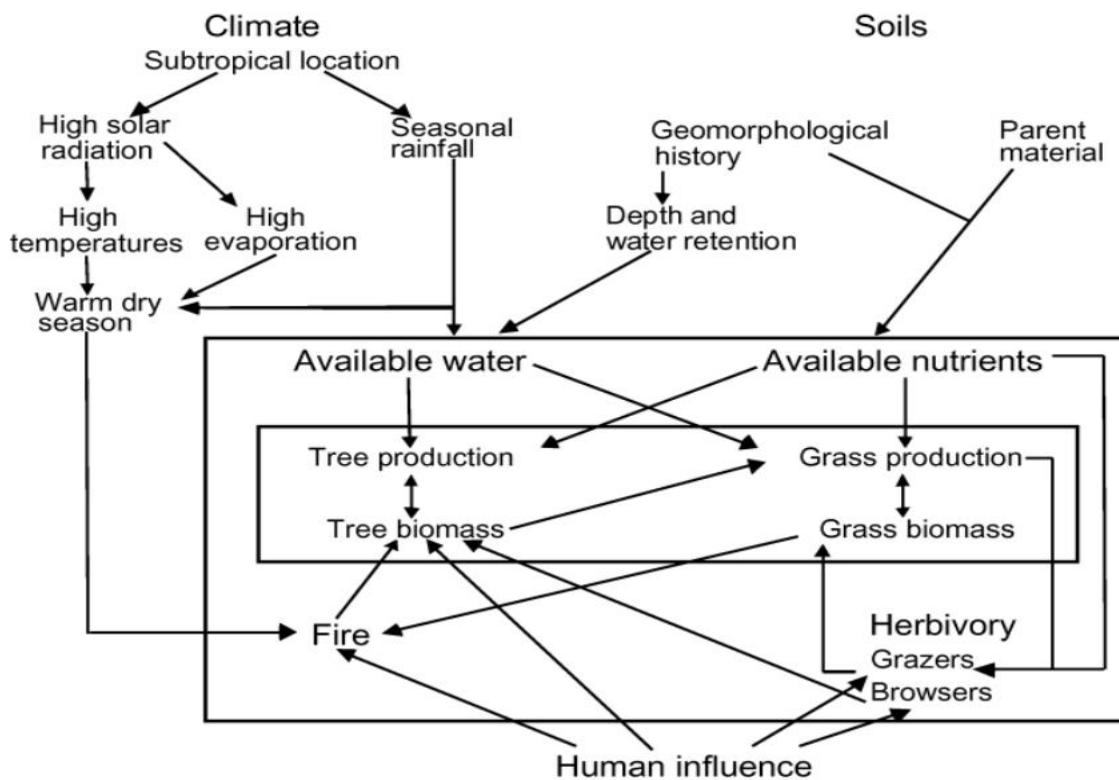 Climate
Soils
Subtropical location
High solar
radiation
Seasonal
rainfall
Geomorphological
history
Parent
material
High
temperatures
High
evaporation
Depth and
water retention
Warm dry
season
Available water
Available nutrients
Tree production
Grass production
Tree biomass
Grass biomass
Fire
Herbivory
Grazers
Browsers
Human influence